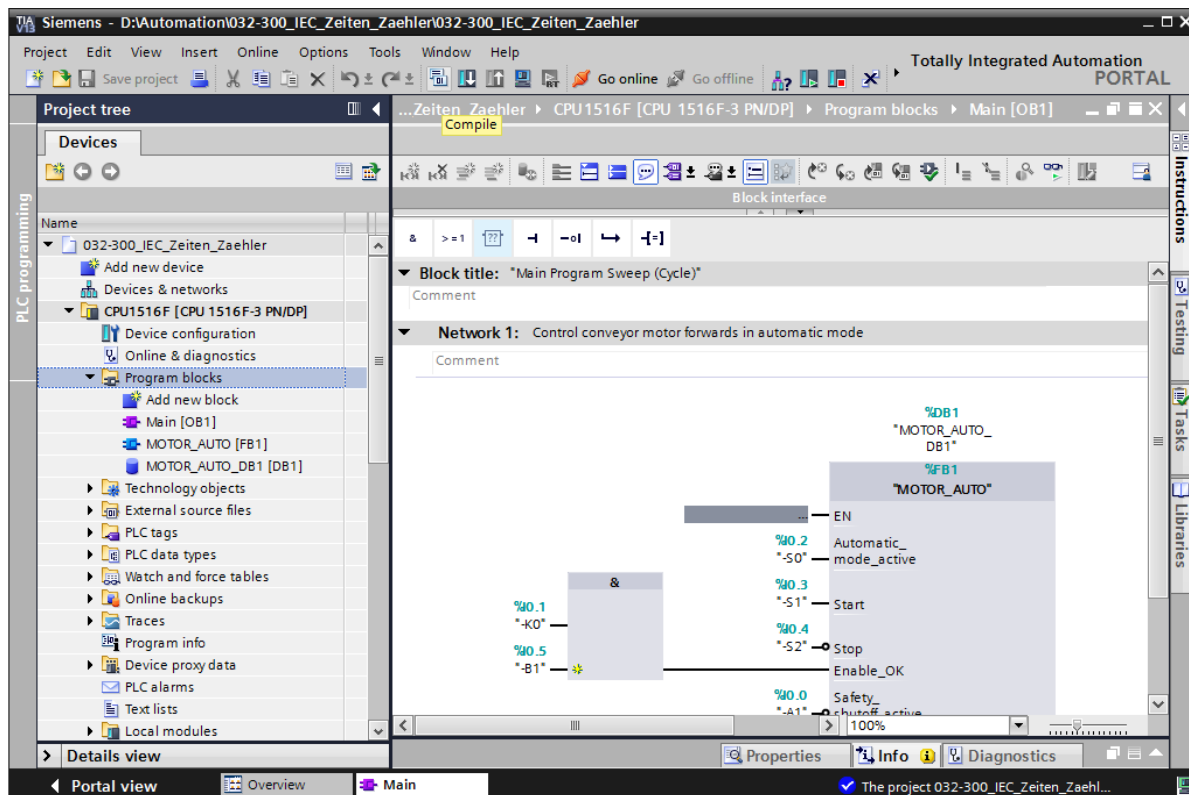 Siemens - D:\Automation\032-300_IEC_Zeiten_Zaehler\032-300_IEC_Zeiten_Zaehler
TIA
V13
Project Edit View Insert Online Options Tools Window Help
Totally Integrated Automation
PORTAL
Save project Go online Go offline
Compile
Project tree
...Zeiten_Zaehler CPU1516F [CPU 1516F-3 PN/DP] Program blocks Main [OB1]
Devices
Block interface
Name
032-300_IEC_Zeiten_Zaehler
Add new device
Devices & networks
CPU1516F [CPU 1516F-3 PN/DP]
Device configuration
Online & diagnostics
Program blocks
Add new block
Main [OB1]
MOTOR_AUTO [FB1]
MOTOR_AUTO_DB1 [DB1]
Technology objects
External source files
PLC tags
PLC data types
Watch and force tables
Online backups
Traces
Program info
Device proxy data
PLC alarms
Text lists
Local modules
Details view
PLC programming
& >=1 ??
Block title: "Main Program Sweep (Cycle)"
Comment
Network 1: Control conveyor motor forwards in automatic mode
Comment
%DB1
"MOTOR_AUTO_
DB1"
%FB1
"MOTOR_AUTO"
... EN
%I0.2
"-S0" Automatic_
mode_active
%I0.3
"-S1" Start
%I0.4
"-S2" Stop
&
%I0.1
"-K0"
%I0.5
"-B1"
Enable_OK
%I0.0
"-A1" Safety_
shutoff_active
100%
Instructions
Testing
Tasks
Libraries
Properties Info Diagnostics
Portal view Overview Main
The project 032-300_IEC_Zeiten_Zaehl...